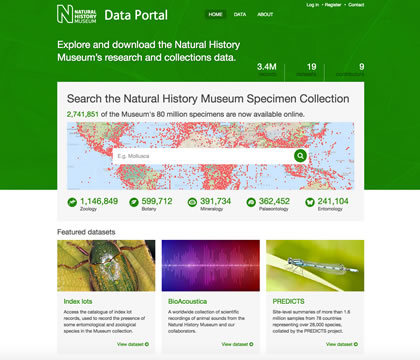 NATURAL
HISTORY
MUSEUM
Data Portal
HOME DATA ABOUT
Log in • Register • Contact
Explore and download the Natural History
Museum's research and collections data.
3.4M 19 9
Search the Natural History Museum Specimen Collection
2,741,851 of the Museum's 80 million specimens are now available online.
E.g. Mollusca
1,146,849 599,712 391,734 362,452 241,104
Zoology Botany Mineralogy Palaeontology Entomology
Featured datasets
Index lots
Access the catalogue of index lot
records, used to record the presence of
some entomological and zoological
species in the Museum collection.
View dataset
BioAcoustica
A worldwide collection of scientific
recordings of animal sounds from the
Natural History Museum and our
collaborators.
View dataset
PREDICTS
Site-level summaries of more than 1.6
million samples from 78 countries
representing over 26,000 species,
collated by the PREDICTS project.
View dataset